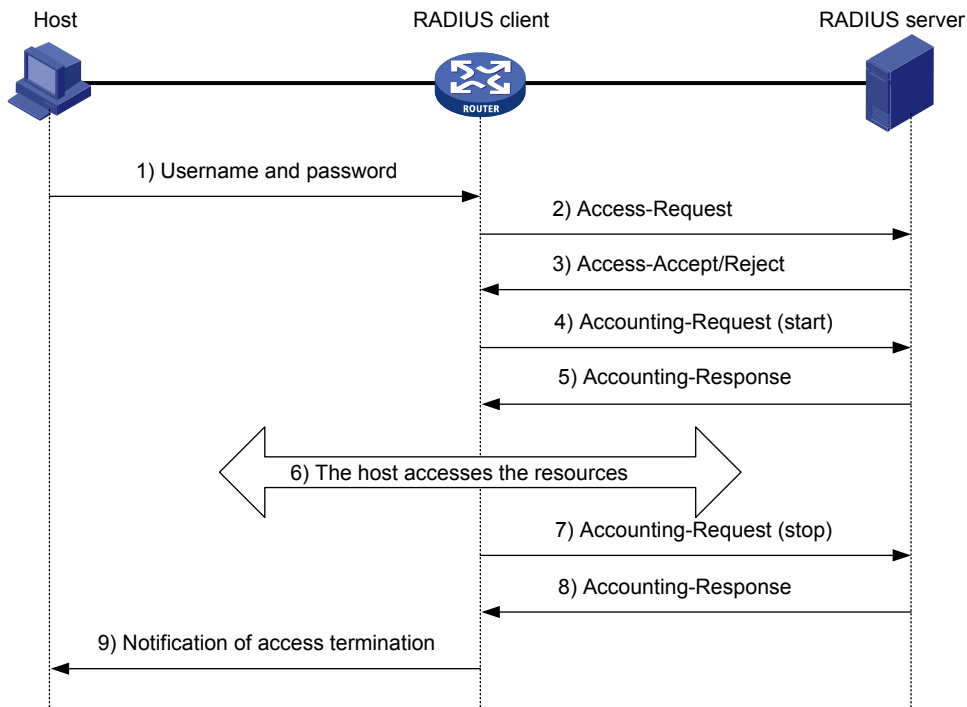 Host
RADIUS client
RADIUS server
ROUTER
1) Username and password
2) Access-Request
3) Access-Accept/Reject
4) Accounting-Request (start)
5) Accounting-Response
6) The host accesses the resources
7) Accounting-Request (stop)
8) Accounting-Response
9) Notification of access termination